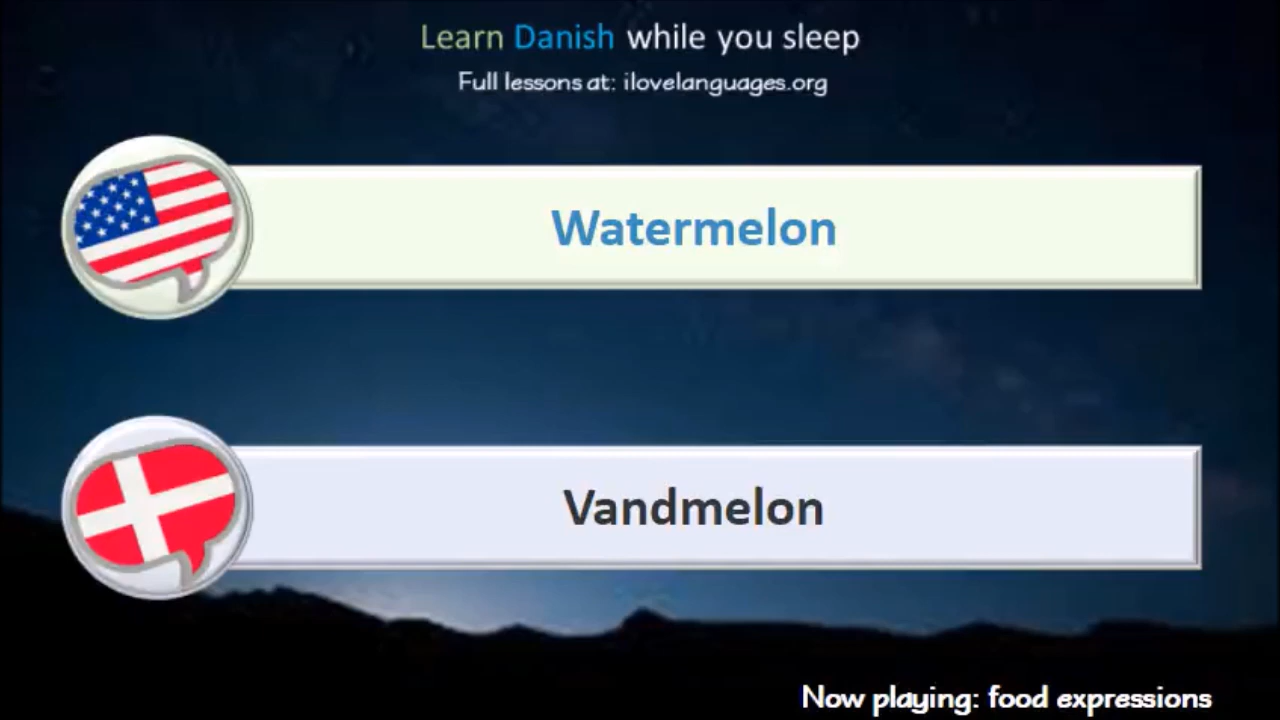 Learn Danish while you sleep
Full lessons at: ilovelanguages.org
Watermelon
Vandmelon
Now playing: food expressions